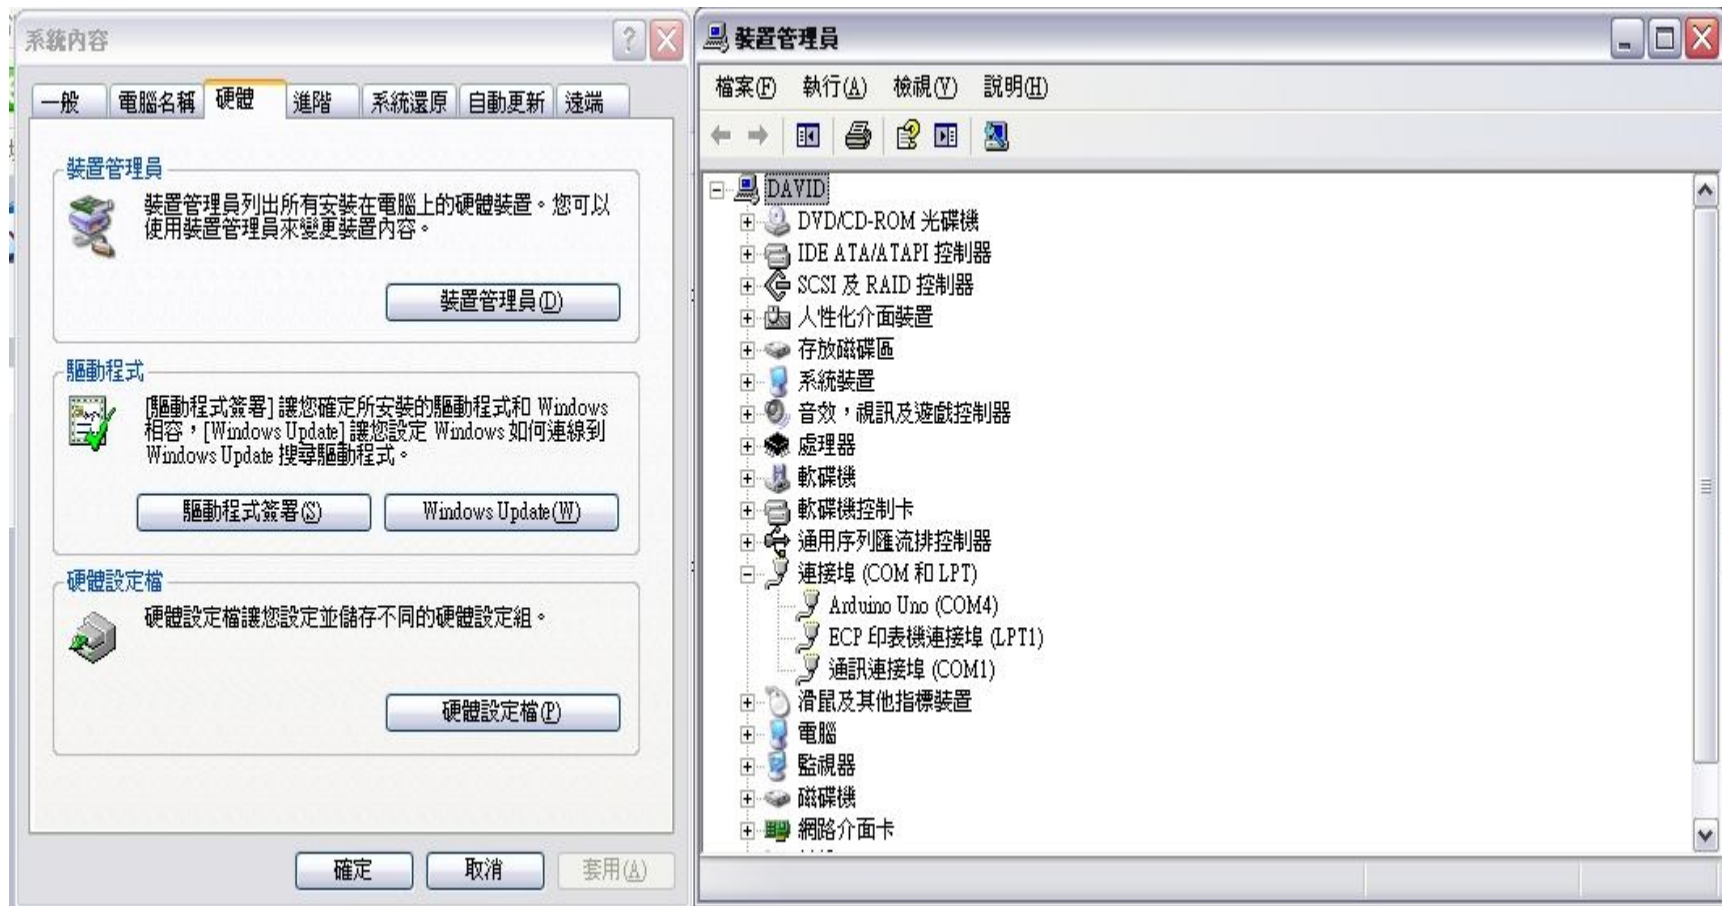 系統內容
一般
電腦名稱
硬體
進階
系統還原
自動更新
遠端
裝置管理員
裝置管理員列出所有安裝在電腦上的硬體裝置。您可以
使用裝置管理員來變更裝置內容。
裝置管理員(D)
驅動程式
[驅動程式簽署] 讓您確定所安裝的驅動程式和 Windows
相容，[Windows Update] 讓您設定 Windows 如何連線到
Windows Update 搜尋驅動程式。
驅動程式簽署(S)
Windows Update(W)
硬體設定檔
硬體設定檔讓您設定並儲存不同的硬體設定組。
硬體設定檔(P)
確定
取消
套用(A)
裝置管理員
檔案(F) 執行(A) 檢視(V) 說明(H)
DAVID
DVD/CD-ROM 光碟機
IDE ATA/ATAPI 控制器
SCSI 及 RAID 控制器
人性化介面裝置
存放磁碟區
系統裝置
音效，視訊及遊戲控制器
處理器
軟碟機
軟碟機控制卡
通用序列匯流排控制器
連接埠 (COM 和 LPT)
Arduino Uno (COM4)
ECP 印表機連接埠 (LPT1)
通訊連接埠 (COM1)
滑鼠及其他指標裝置
電腦
監視器
磁碟機
網路介面卡